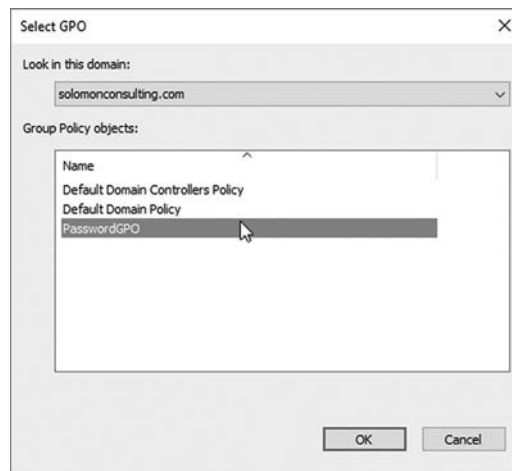 Select GPO
Look in this domain:
solomonconsulting.com
Group Policy objects:
Name
Default Domain Controllers Policy
Default Domain Policy
PasswordGPO
OK Cancel